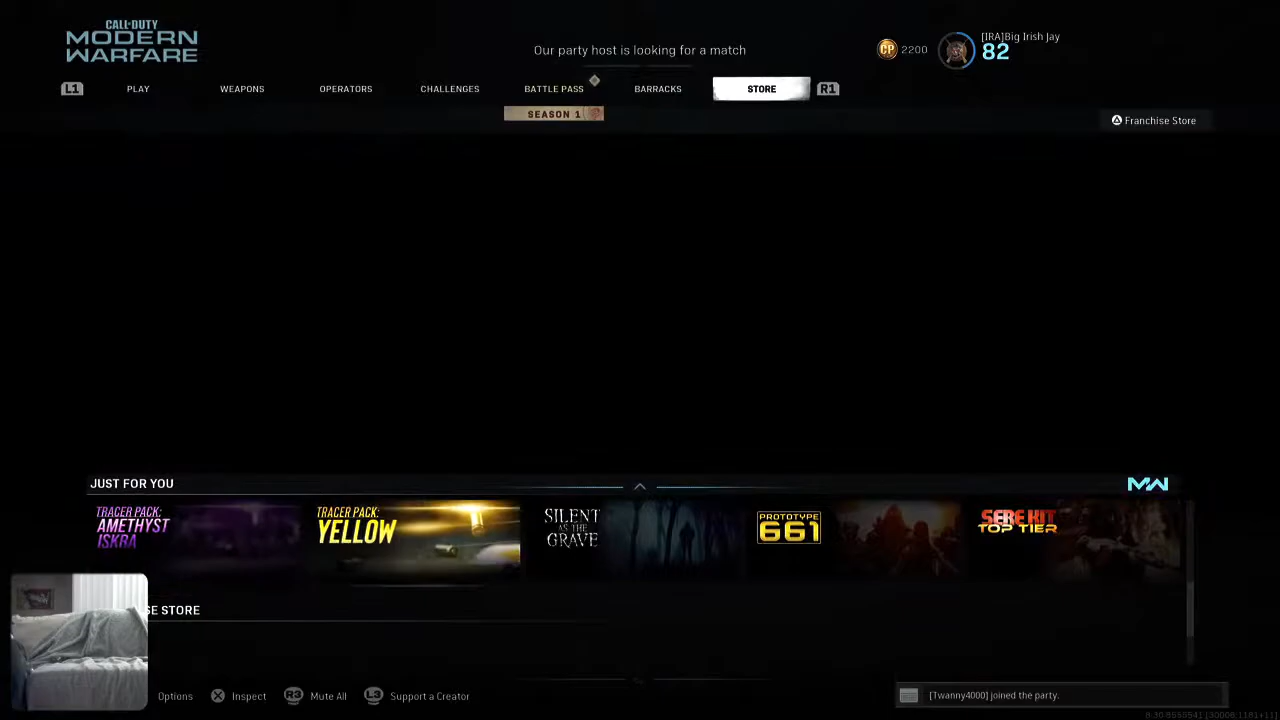 CALL OF DUTY
MODERN
WARFARE
Our party host is looking for a match
CP 2200
[IRA]Big Irish Jay
82
L1 PLAY WEAPONS OPERATORS CHALLENGES BATTLE PASS BARRACKS STORE R1
SEASON 1
Franchise Store
JUST FOR YOU
MW
TRACER PACK:
AMETHYST
ISKRA
TRACER PACK:
YELLOW
SILENT
AS THE
GRAVE
PROTOTYPE
661
SERE KIT
TOP TIER
SE STORE
Options Inspect R3 Mute All L3 Support a Creator
[Twanny4000] joined the party.